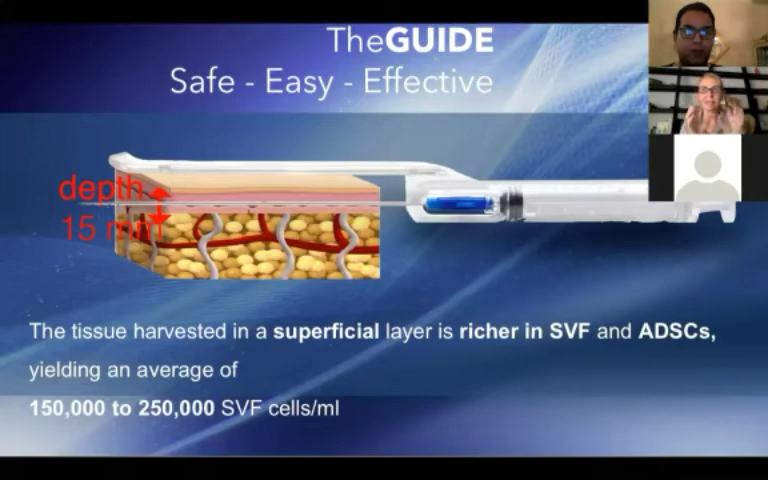 TheGUIDE
Safe - Easy - Effective
depth
15 mm
The tissue harvested in a superficial layer is richer in SVF and ADSCs,
yielding an average of
150,000 to 250,000 SVF cells/ml